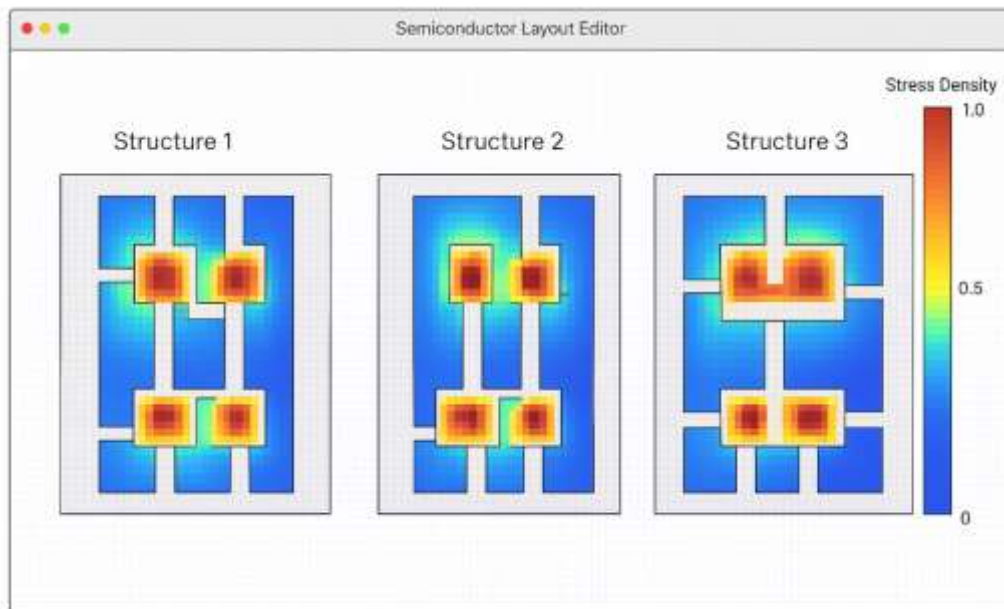 Semiconductor Layout Editor
Stress Density
1.0
Structure 1
Structure 2
Structure 3
0.5
0